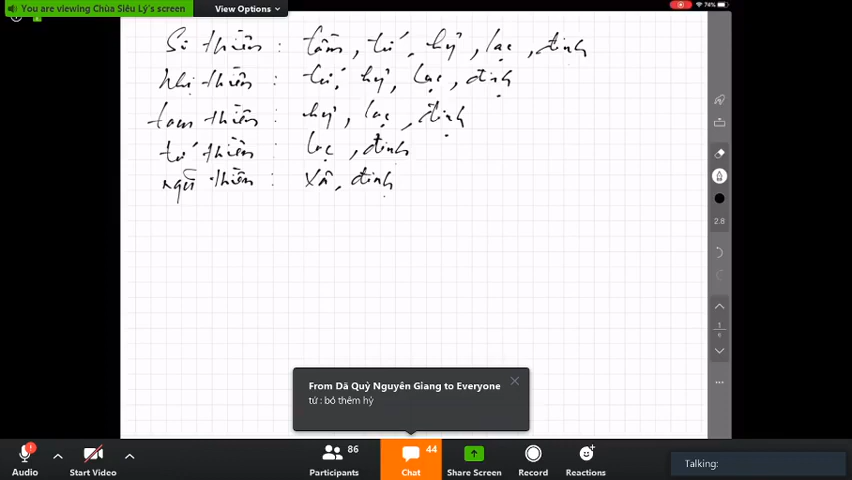 You are viewing Chùa Siêu Lý's screen
View Options
74%
Sơ thiền : tầm, tứ, hỷ, lạc, định
Nhị thiền : tứ, hỷ, lạc, định
tam thiền : hỷ, lạc, định
tứ thiền : lạc, định
ngũ thiền : xả, định
2.8
1
6
From Dã Quỳ Nguyên Giang to Everyone
tứ : bỏ thêm hỷ
Audio
Start Video
86
Participants
44
Chat
Share Screen
Record
Reactions
Talking: